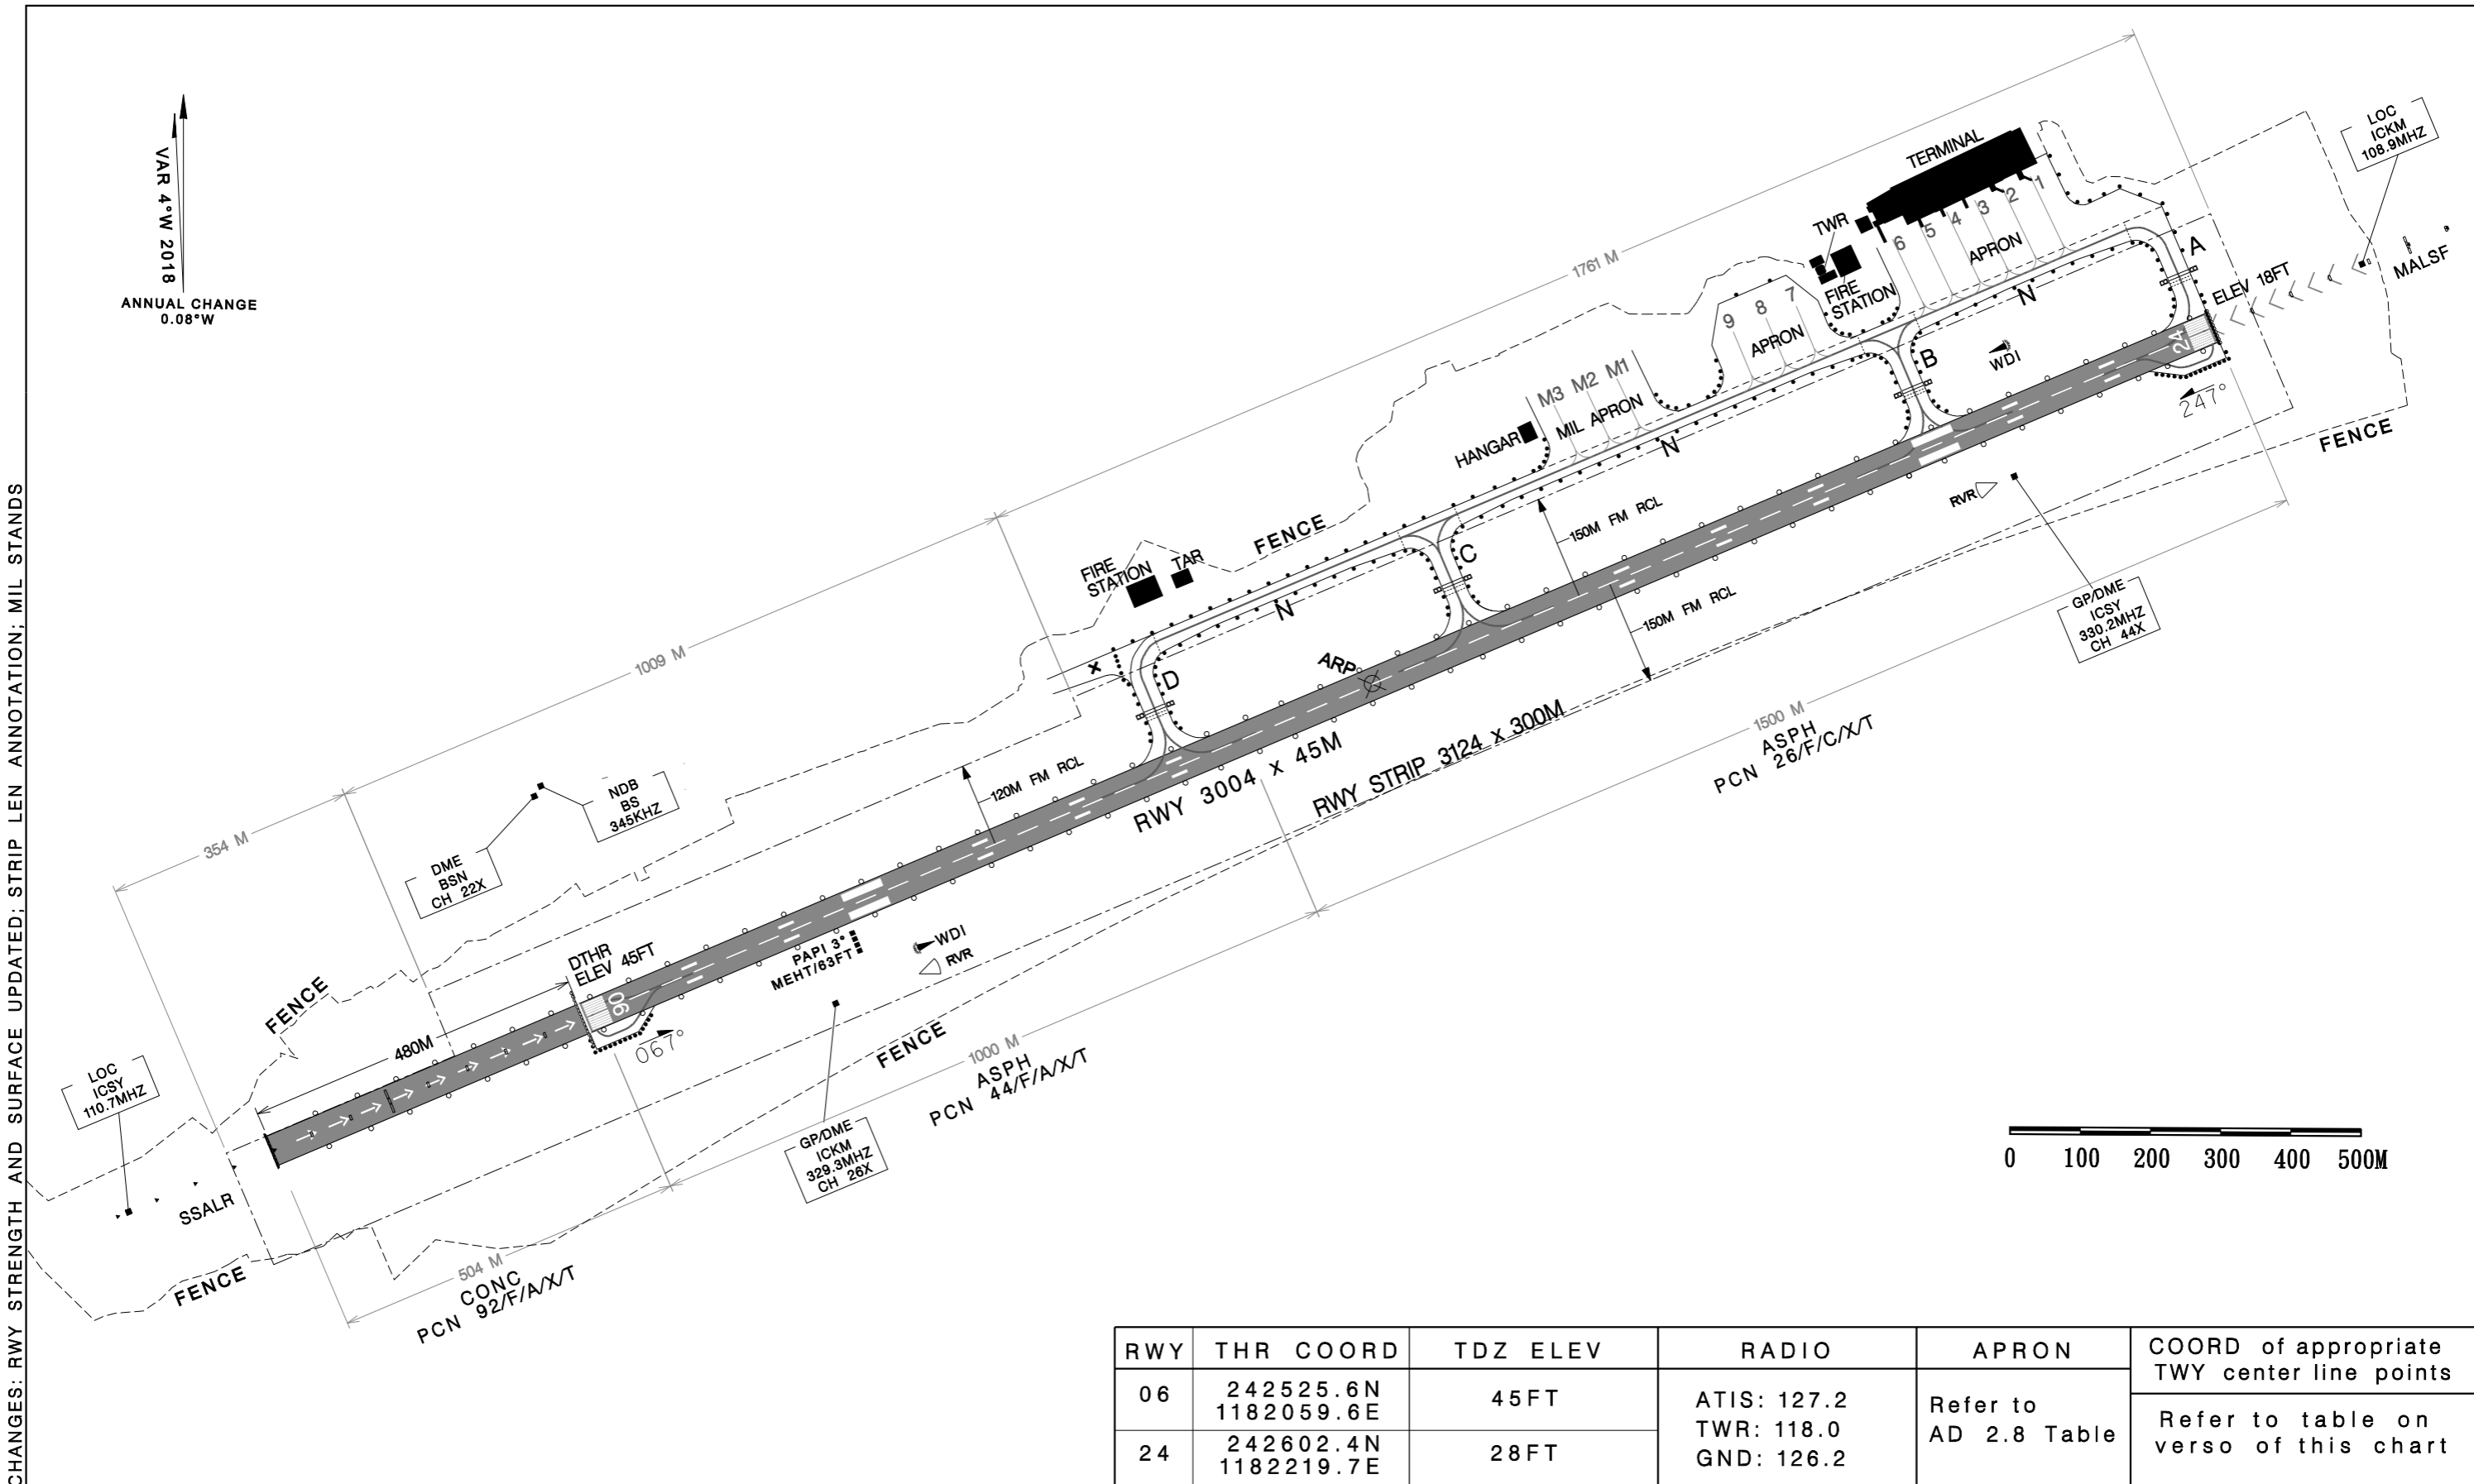 CHANGES: RWY STRENGTH AND SURFACE UPDATED; STRIP LEN ANNOTATION; MIL STANDS
VAR 4°W 2018
ANNUAL CHANGE
0.08°W
1761 M
1009 M
354 M
LOC
ICKM
108.9MHZ
MALSF
ELEV 18FT
TERMINAL
TWR
FIRE
STATION
1
2
3
4
5
6
APRON
A
N
7
8
9
APRON
B
WDI
24
247°
FENCE
M3 M2 M1
MIL APRON
HANGAR
N
RVR
GP/DME
ICSY
330.2MHZ
CH 44X
FENCE
FIRE
STATION
TAR
N
C
150M FM RCL
150M FM RCL
x
D
ARP
120M FM RCL
RWY 3004 x 45M
RWY STRIP 3124 x 300M
1500 M
ASPH
PCN 26/F/C/X/T
NDB
BS
345KHZ
DME
BSN
CH 22X
DTHR
ELEV 45FT
06
067°
PAPI 3°
MEHT/63FT
WDI
RVR
FENCE
480M
FENCE
1000 M
ASPH
PCN 44/F/A/X/T
GP/DME
ICKM
329.3MHZ
CH 26X
LOC
ICSY
110.7MHZ
SSALR
FENCE
504 M
CONC
PCN 92/F/A/X/T
0 100 200 300 400 500M
RWY THR COORD TDZ ELEV RADIO APRON COORD of appropriate
TWY center line points
06 242525.6N
1182059.6E 45FT
24 242602.4N
1182219.7E 28FT
ATIS: 127.2
TWR: 118.0
GND: 126.2
Refer to
AD 2.8 Table
Refer to table on
verso of this chart